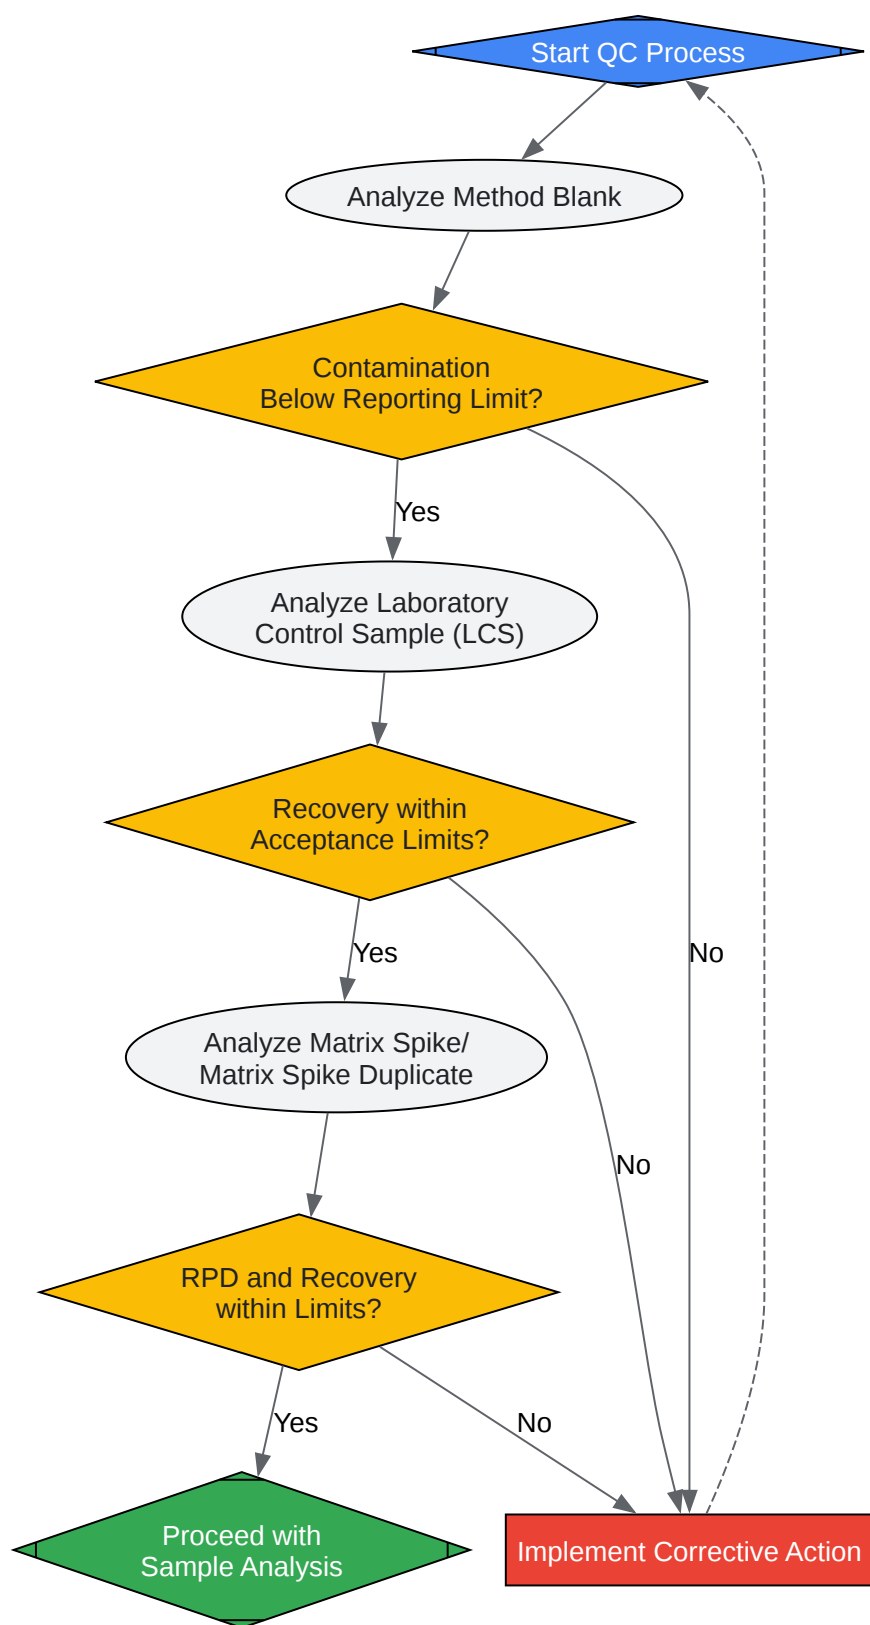 Start QC Process
Analyze Method Blank
Contamination
Below Reporting Limit?
Yes
Analyze Laboratory
Control Sample (LCS)
Recovery within
Acceptance Limits?
Yes
No
Analyze Matrix Spike/
Matrix Spike Duplicate
No
RPD and Recovery
within Limits?
Yes
No
Proceed with
Sample Analysis
Implement Corrective Action